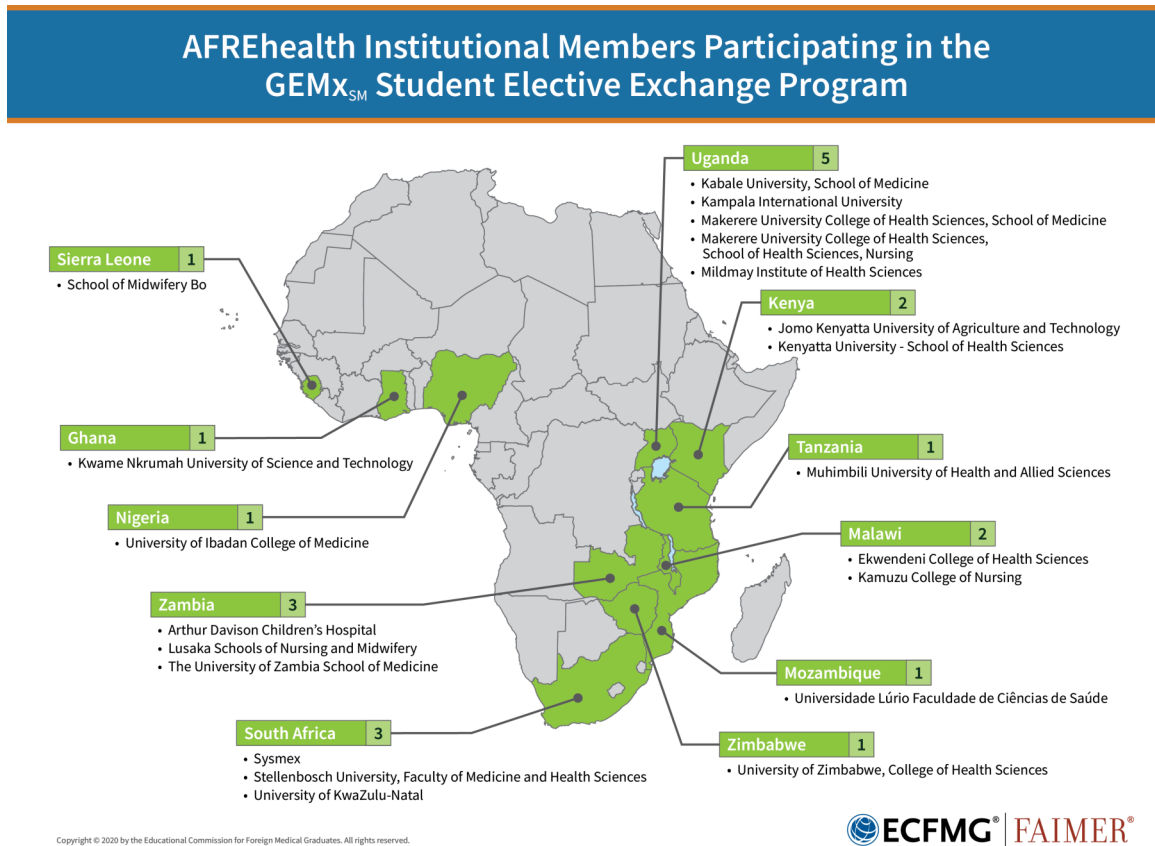 AFREhealth Institutional Members Participating in the
GEMxSM Student Elective Exchange Program
Uganda 5
• Kabale University, School of Medicine
• Kampala International University
• Makerere University College of Health Sciences, School of Medicine
• Makerere University College of Health Sciences,
School of Health Sciences, Nursing
• Mildmay Institute of Health Sciences
Sierra Leone 1
• School of Midwifery Bo
Kenya 2
• Jomo Kenyatta University of Agriculture and Technology
• Kenyatta University - School of Health Sciences
Ghana 1
• Kwame Nkrumah University of Science and Technology
Tanzania 1
• Muhimbili University of Health and Allied Sciences
Nigeria 1
• University of Ibadan College of Medicine
Malawi 2
• Ekwendeni College of Health Sciences
• Kamuzu College of Nursing
Zambia 3
• Arthur Davison Children’s Hospital
• Lusaka Schools of Nursing and Midwifery
• The University of Zambia School of Medicine
Mozambique 1
• Universidade Lúrio Faculdade de Ciências de Saúde
South Africa 3
• Sysmex
• Stellenbosch University, Faculty of Medicine and Health Sciences
• University of KwaZulu-Natal
Zimbabwe 1
• University of Zimbabwe, College of Health Sciences
Copyright © 2020 by the Educational Commission for Foreign Medical Graduates. All rights reserved.
ECFMG® | FAIMER®